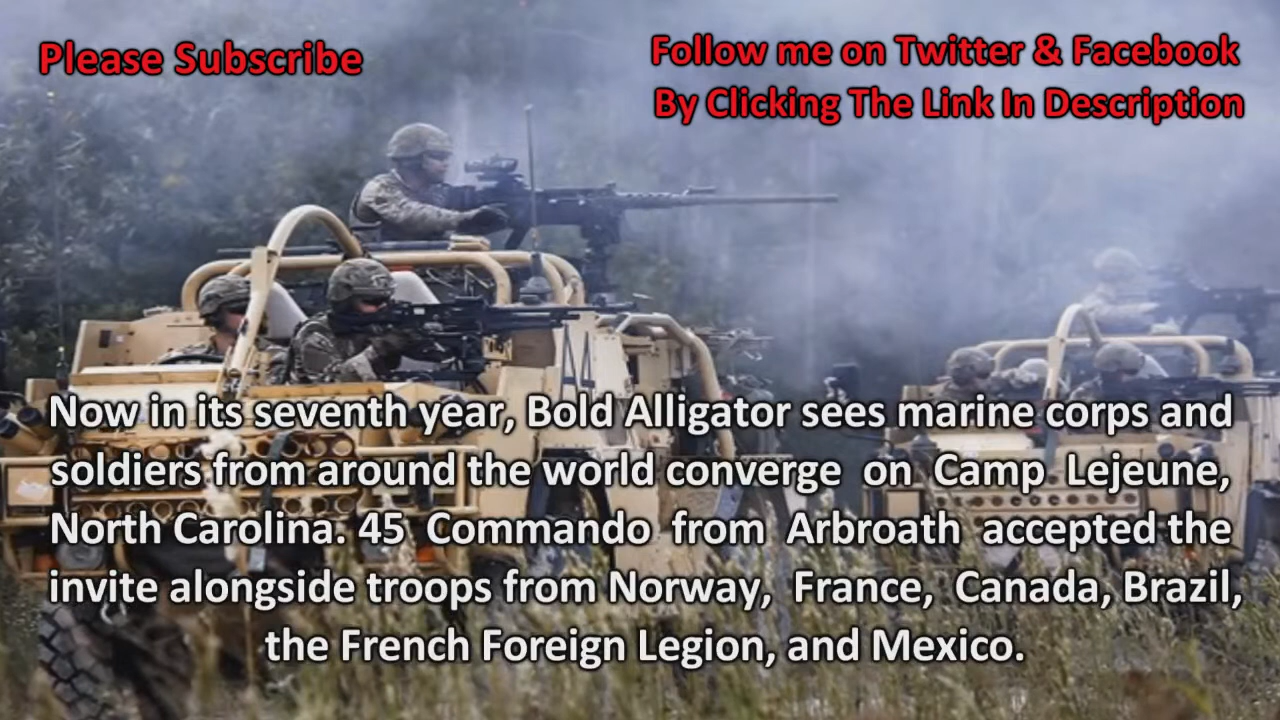 Please Subscribe
Follow me on Twitter & Facebook
By Clicking The Link In Description
Now in its seventh year, Bold Alligator sees marine corps and
soldiers from around the world converge on Camp Lejeune,
North Carolina. 45 Commando from Arbroath accepted the
invite alongside troops from Norway, France, Canada, Brazil,
the French Foreign Legion, and Mexico.